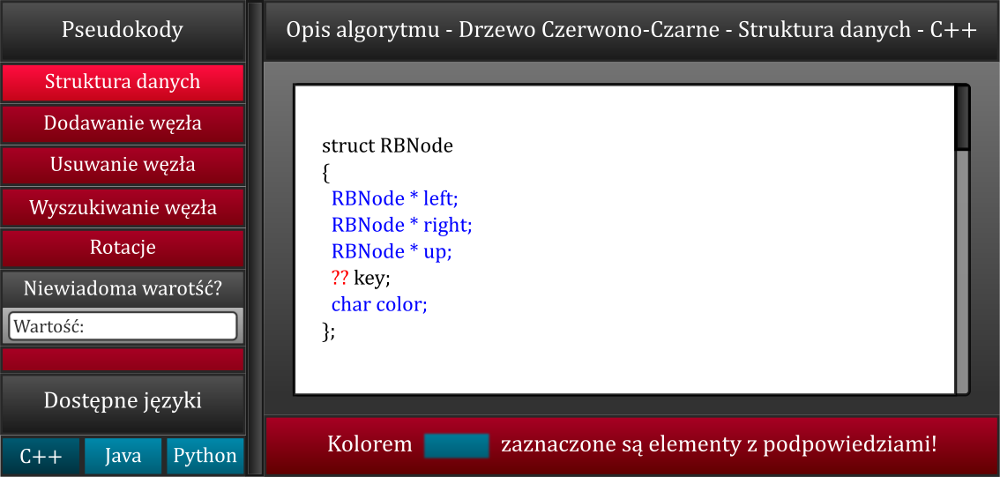 Pseudokody
Struktura danych
Dodawanie węzła
Usuwanie węzła
Wyszukiwanie węzła
Rotacje
Niewiadoma warotść?
Wartość:
Dostępne języki
C++ Java Python
Opis algorytmu - Drzewo Czerwono-Czarne - Struktura danych - C++
struct RBNode
{
RBNode * left;
RBNode * right;
RBNode * up;
?? key;
char color;
};
Kolorem zaznaczone są elementy z podpowiedziami!